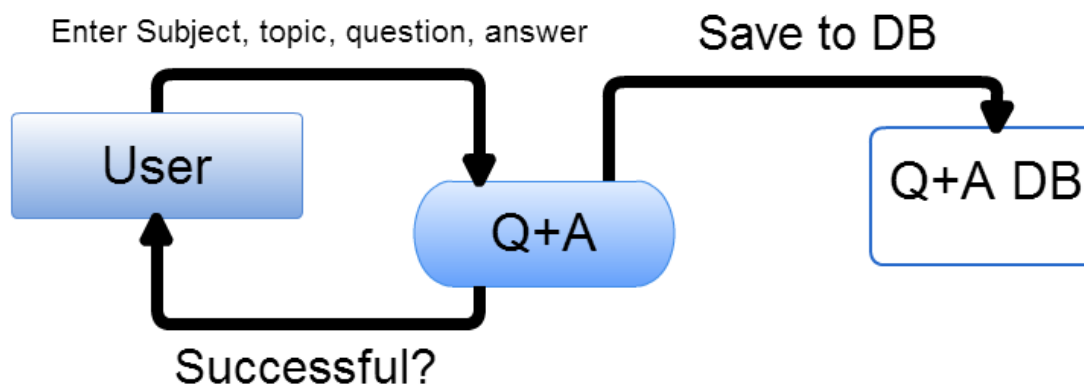 Enter Subject, topic, question, answer
Save to DB
User
Q+A DB
Q+A
Successful?